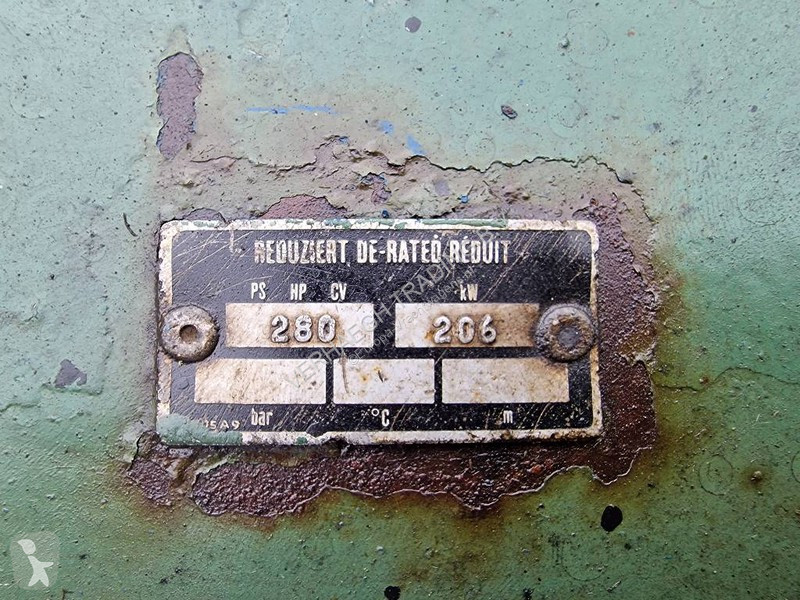 REDUZIERT DE-RATED RÉDUIT
PS HP CV kW
280 206
bar °C m